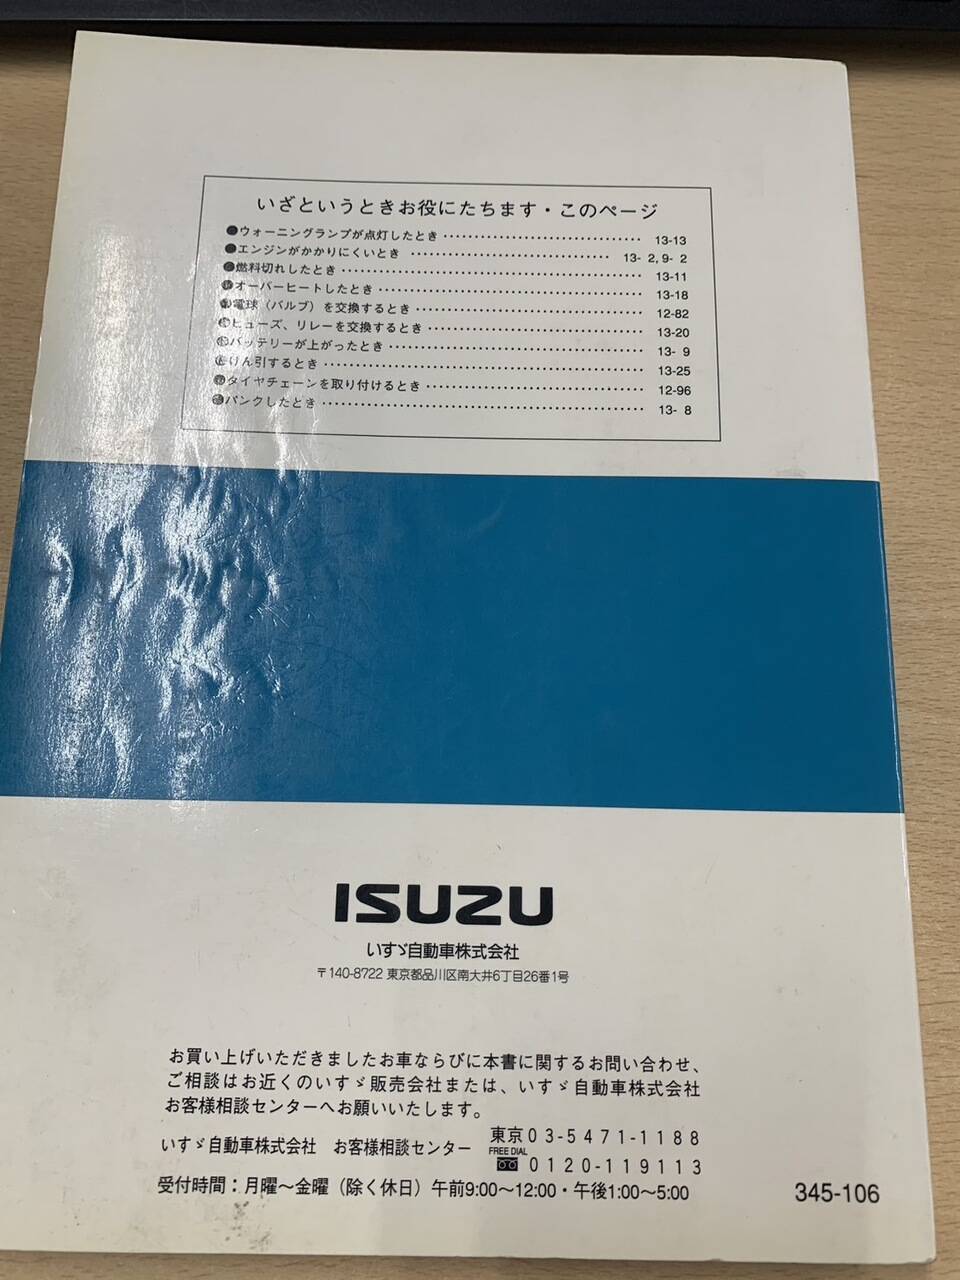 いざというときお役にたちます・このページ
●ウォーニングランプが点灯したとき ································ 13-13
●エンジンがかかりにくいとき ································ 13- 2, 9- 2
●燃料切れしたとき ································ 13-11
●オーバーヒートしたとき ································ 13-18
●電球（バルブ）を交換するとき ································ 12-82
●ヒューズ、リレーを交換するとき ································ 13-20
●バッテリーが上がったとき ································ 13- 9
●けん引するとき ································ 13-25
●タイヤチェーンを取り付けるとき ································ 12-96
●パンクしたとき ································ 13- 8
ISUZU
いすゞ自動車株式会社
〒140-8722 東京都品川区南大井6丁目26番1号
お買い上げいただきましたお車ならびに本書に関するお問い合わせ、
ご相談はお近くのいすゞ販売会社または、いすゞ自動車株式会社
お客様相談センターへお願いいたします。
いすゞ自動車株式会社 お客様相談センター 東京03-5471-1188
FREE DIAL 0120-119113
受付時間：月曜～金曜（除く休日）午前9:00～12:00・午後1:00～5:00
345-106